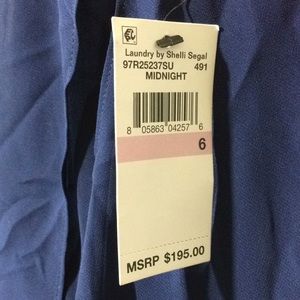 Laundry by Shelli Segal
97R25237SU 491
MIDNIGHT
8 05863 04257 6
6
MSRP $195.00